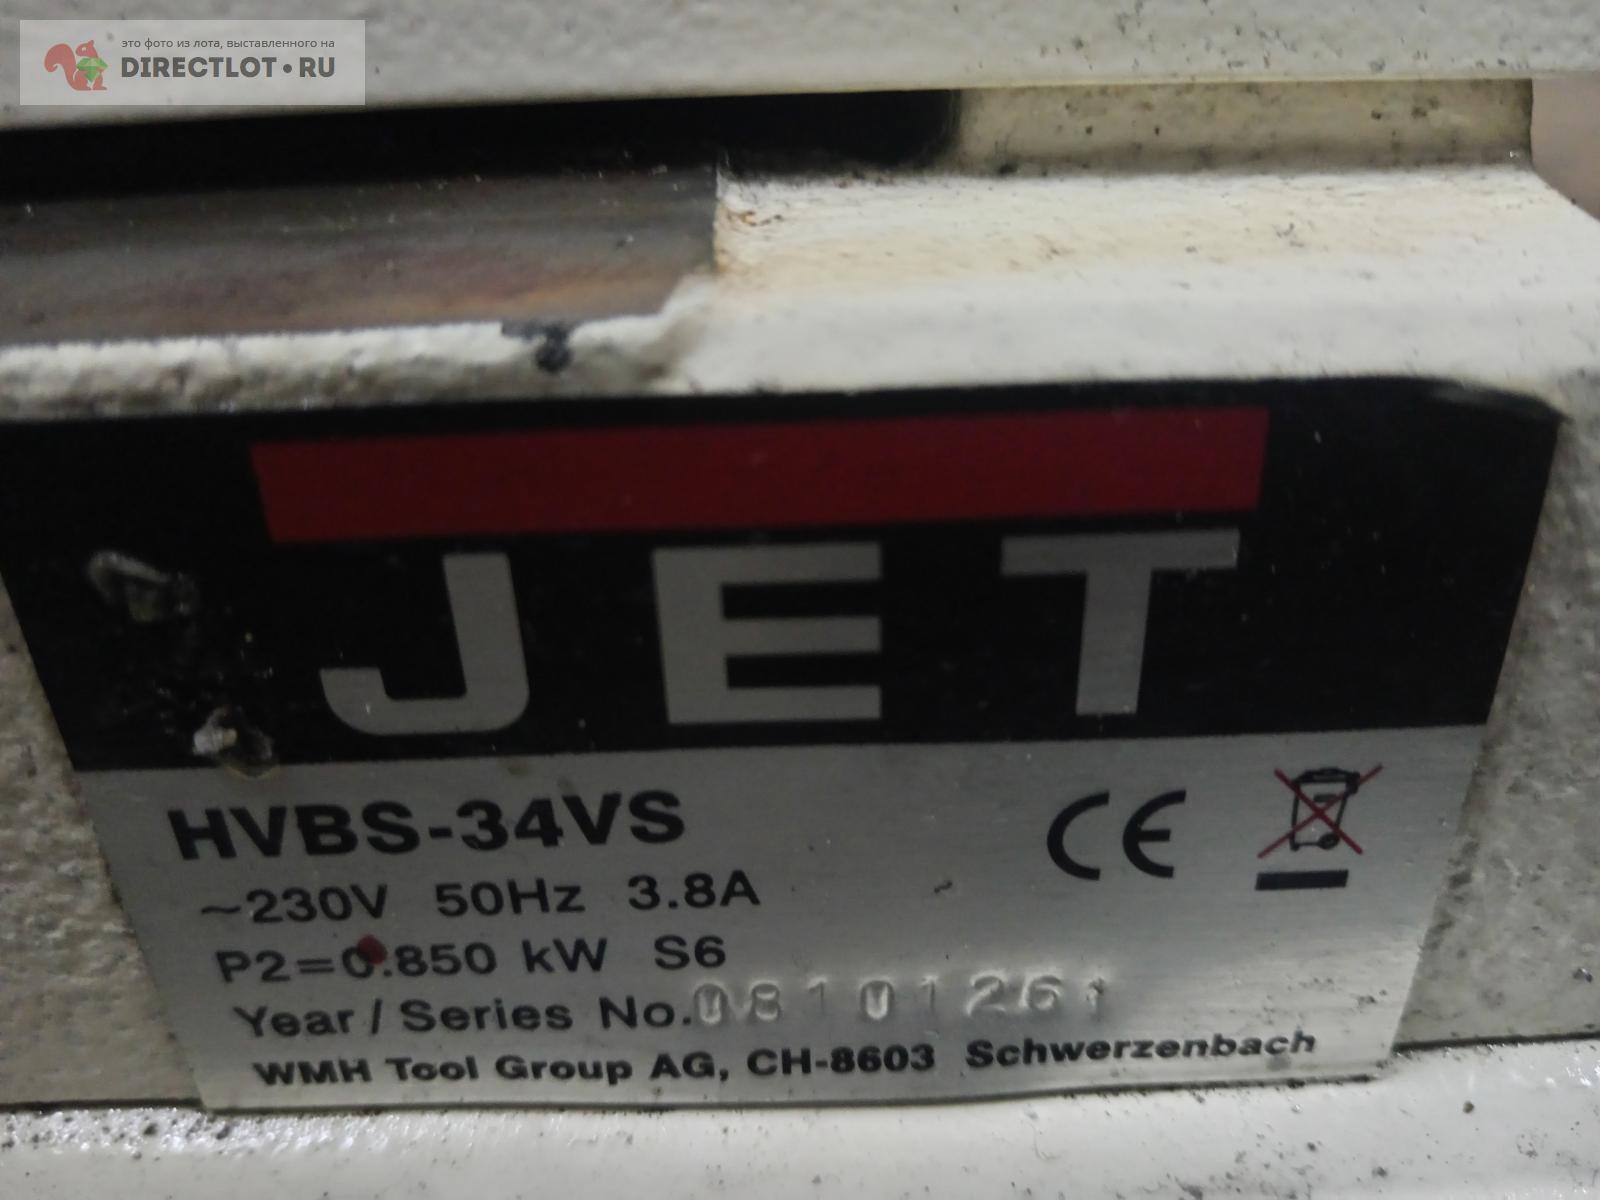 это фото из лота, выставленного на
DIRECTLOT•RU
JET
HVBS-34VS
~230V 50Hz 3.8A
P2=0.850 kW S6
Year / Series No.08101261
WMH Tool Group AG, CH-8603 Schwerzenbach
CE